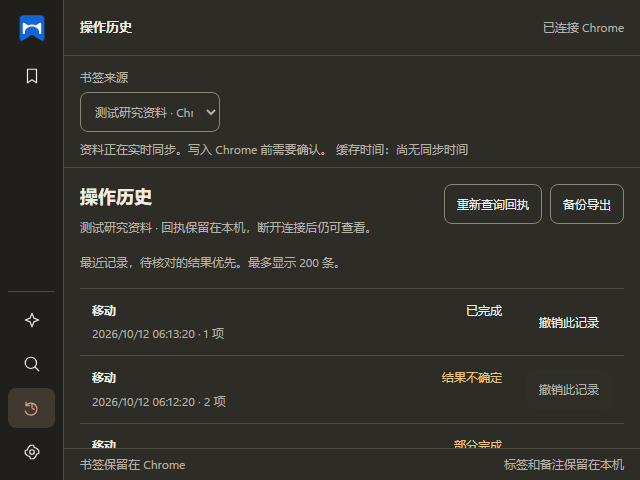 操作历史
已连接 Chrome
书签来源
测试研究资料 · Chr
资料正在实时同步。写入 Chrome 前需要确认。 缓存时间：尚无同步时间
操作历史
重新查询回执
备份导出
测试研究资料 · 回执保留在本机，断开连接后仍可查看。
最近记录，待核对的结果优先。最多显示 200 条。
移动
已完成
撤销此记录
2026/10/12 06:13:20 · 1 项
移动
结果不确定
撤销此记录
2026/10/12 06:12:20 · 2 项
移动
部分完成
书签保留在 Chrome
标签和备注保留在本机